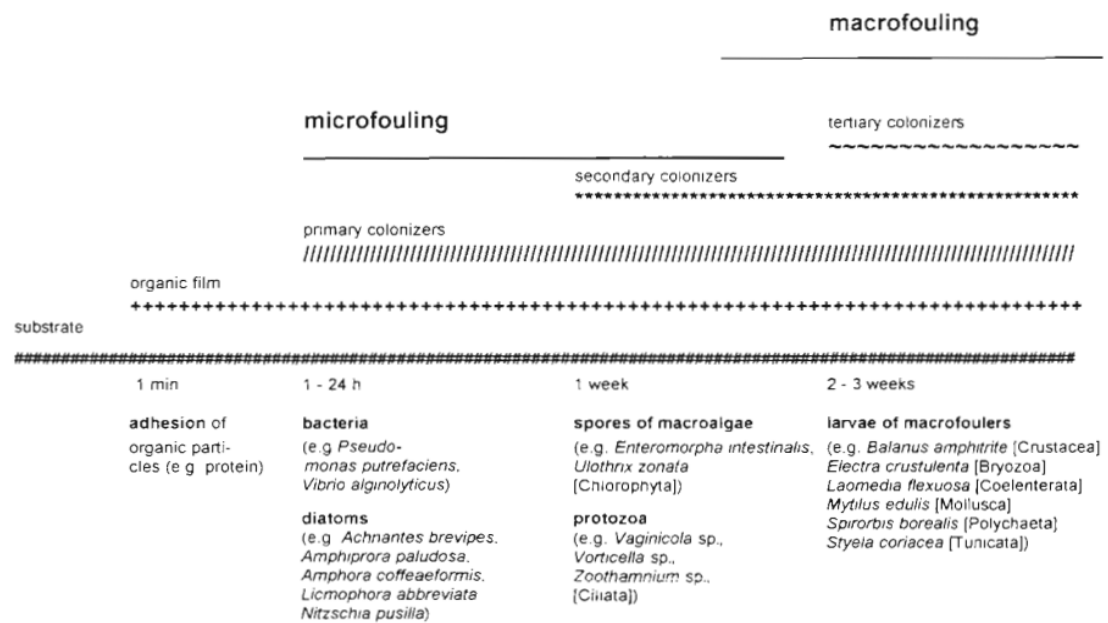 macrofouling
microfouling
tertiary colonizers
~~~~~~~~~~~~~~~~~~
secondary colonizers
primary colonizers
organic film
substrate
1 min
adhesion of
organic parti-
cles (e g protein)
1 - 24 h
bacteria
(e.g Pseudo-
monas putrefaciens,
Vibrio alginolyticus)
diatoms
(e.g Achnantes brevipes,
Amphiprora paludosa,
Amphora coffeaeformis,
Licmophora abbreviata
Nitzschia pusilla)
1 week
spores of macroalgae
(e.g. Enteromorpha intestinalis,
Ulothrix zonata
[Chlorophyta])
protozoa
(e.g. Vaginicola sp.,
Vorticella sp.,
Zoothamnium sp.,
[Ciliata])
2 - 3 weeks
larvae of macrofoulers
(e.g. Balanus amphitrite [Crustacea]
Electra crustulenta [Bryozoa]
Laomedia flexuosa [Coelenterata]
Mytilus edulis [Mollusca]
Spirorbis borealis [Polychaeta]
Styela coriacea [Tunicata])